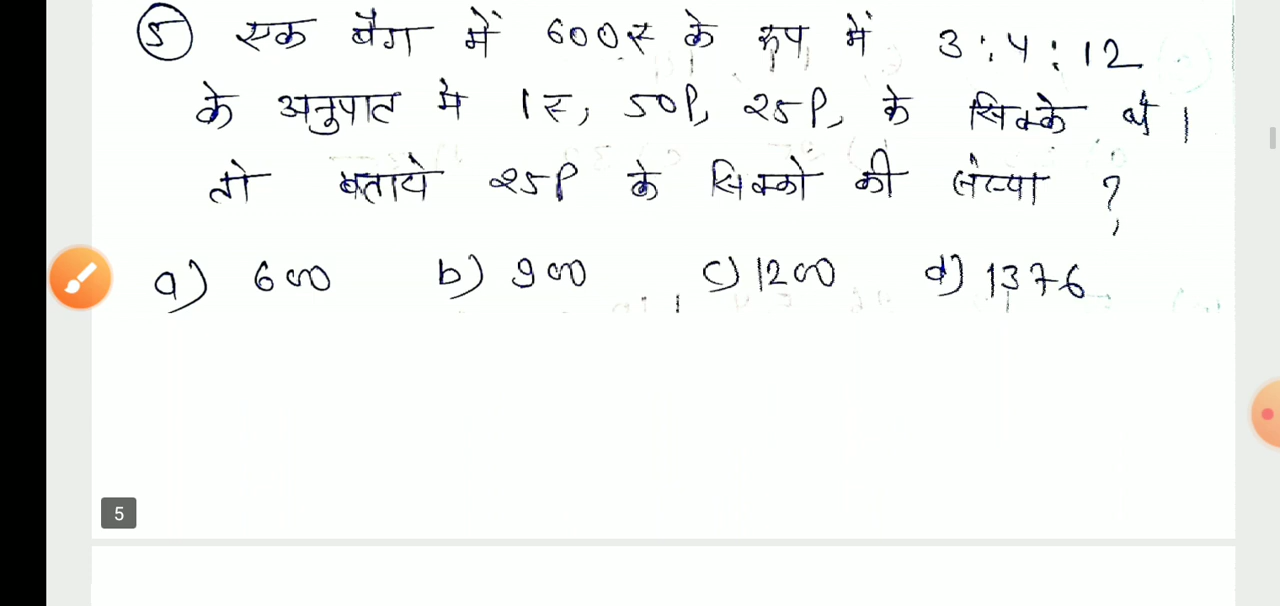 5 एक बैग में 600₹ के रूप में 3:4:12
के अनुपात मे 1₹, 50P, 25P, के सिक्के थे।
तो बताये 25P के सिक्को की संख्या ?
a) 600 b) 900 c) 1200 d) 1376
5